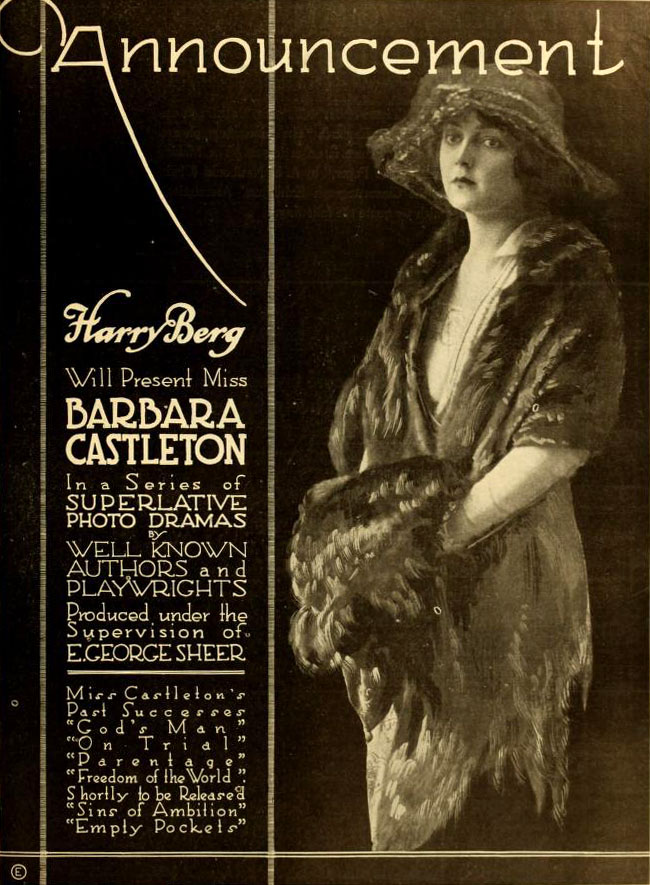 Announcement
Harry Berg
Will Present Miss
BARBARA
CASTLETON
In a Series of
SUPERLATIVE
PHOTO DRAMAS
BY
WELL KNOWN
AUTHORS and
PLAYWRIGHTS
Produced under the
Supervision of
E. GEORGE SHEER
Miss Castleton's
Past Successes
"God's Man"
"On Trial"
"Parentage"
"Freedom of the World".
Shortly to be Released
"Sins of Ambition"
"Empty Pockets"
E